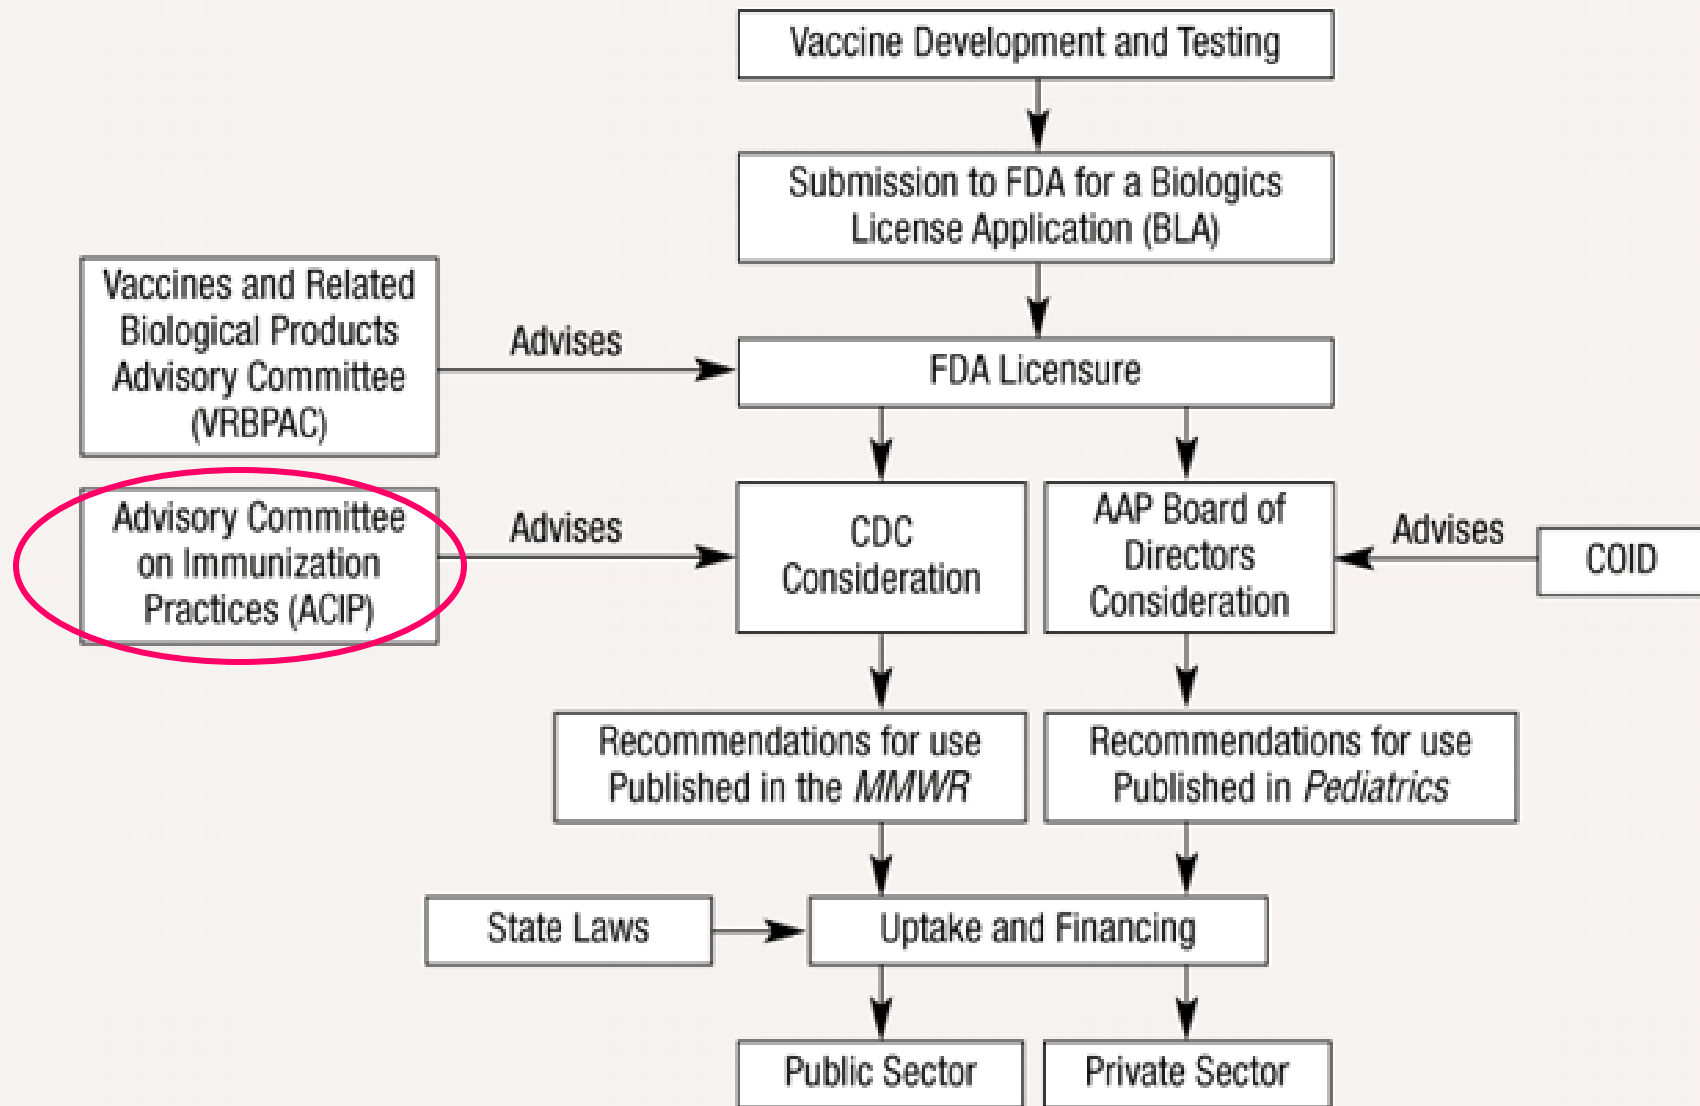 Vaccine Development and Testing
Submission to FDA for a Biologics
License Application (BLA)
Vaccines and Related
Biological Products
Advisory Committee
(VRBPAC)
Advises
FDA Licensure
Advisory Committee
on Immunization
Practices (ACIP)
Advises
CDC
Consideration
AAP Board of
Directors
Consideration
Advises
COID
Recommendations for use
Published in the MMWR
Recommendations for use
Published in Pediatrics
State Laws
Uptake and Financing
Public Sector
Private Sector